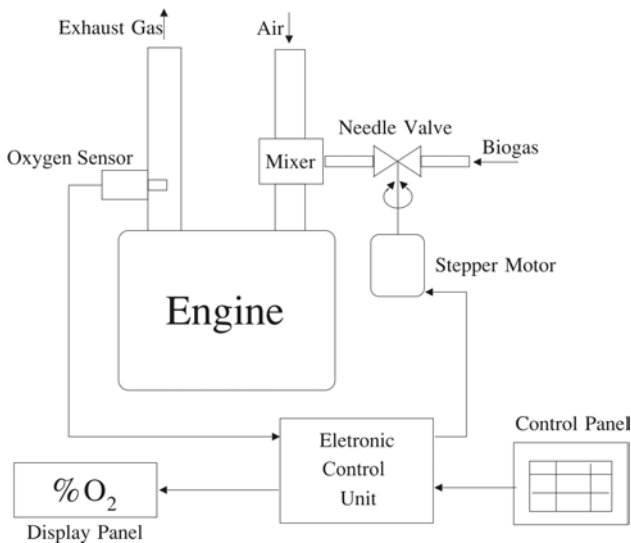 Exhaust Gas
Air
Needle Valve
Oxygen Sensor
Mixer
Biogas
Engine
Stepper Motor
Control Panel
Eletronic
Control
Unit
%O₂
Display Panel